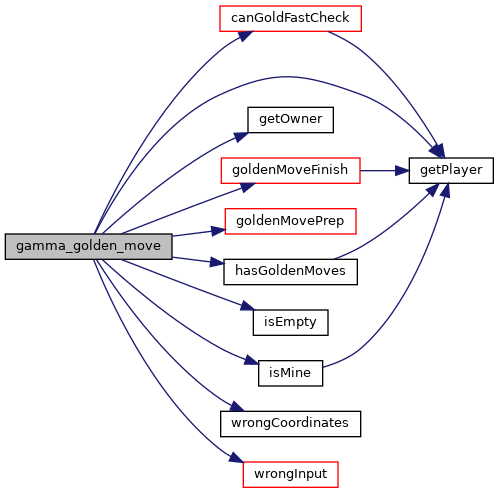 canGoldFastCheck
getOwner
goldenMoveFinish
getPlayer
goldenMovePrep
gamma_golden_move
hasGoldenMoves
isEmpty
isMine
wrongCoordinates
wrongInput